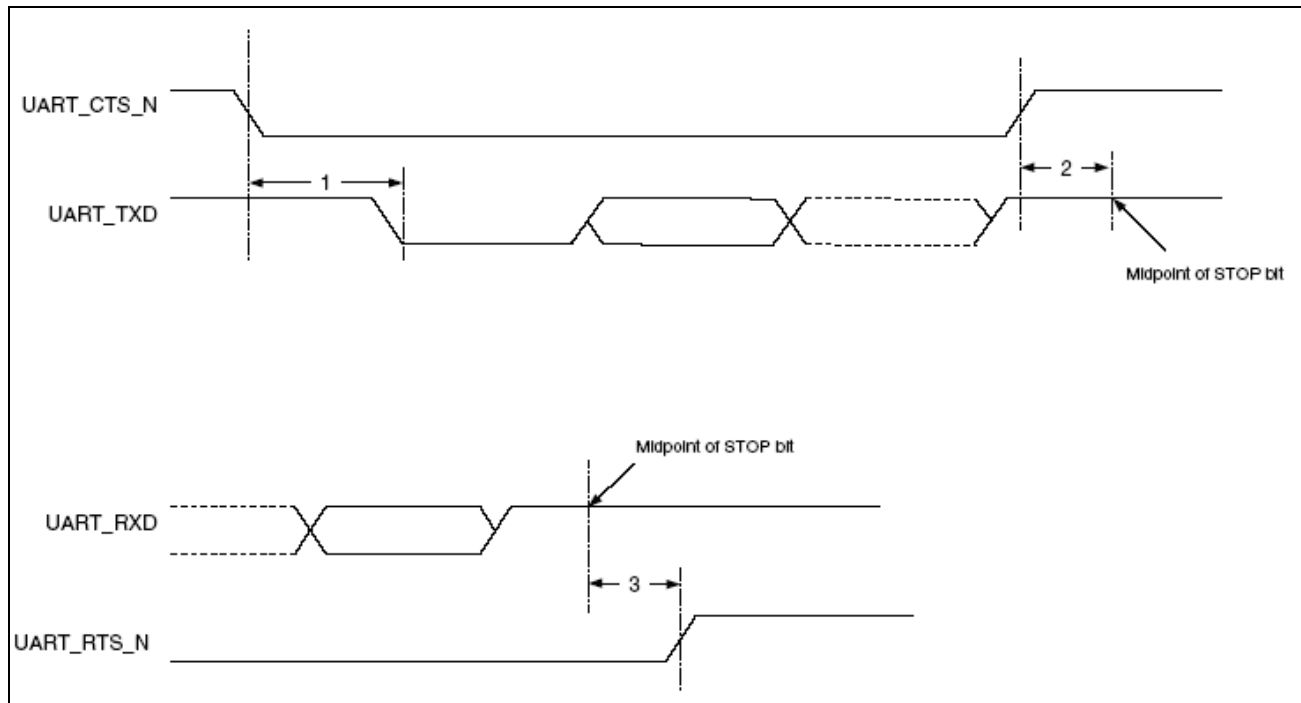 UART_CTS_N
1
2
UART_TXD
Midpoint of STOP bit
Midpoint of STOP bit
UART_RXD
3
UART_RTS_N